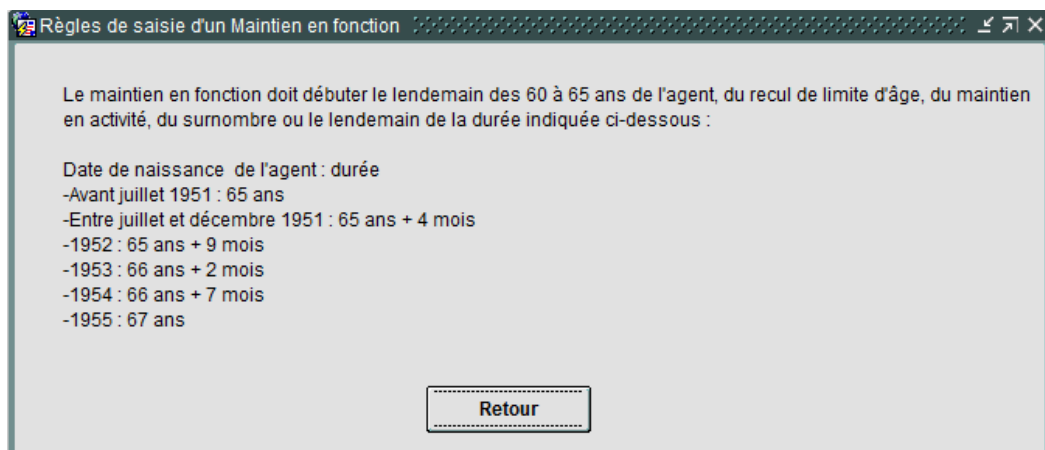 Règles de saisie d'un Maintien en fonction
Le maintien en fonction doit débuter le lendemain des 60 à 65 ans de l'agent, du recul de limite d'âge, du maintien
en activité, du surnombre ou le lendemain de la durée indiquée ci-dessous :
Date de naissance  de l'agent : durée
-Avant juillet 1951 : 65 ans
-Entre juillet et décembre 1951 : 65 ans + 4 mois
-1952 : 65 ans + 9 mois
-1953 : 66 ans + 2 mois
-1954 : 66 ans + 7 mois
-1955 : 67 ans
Retour